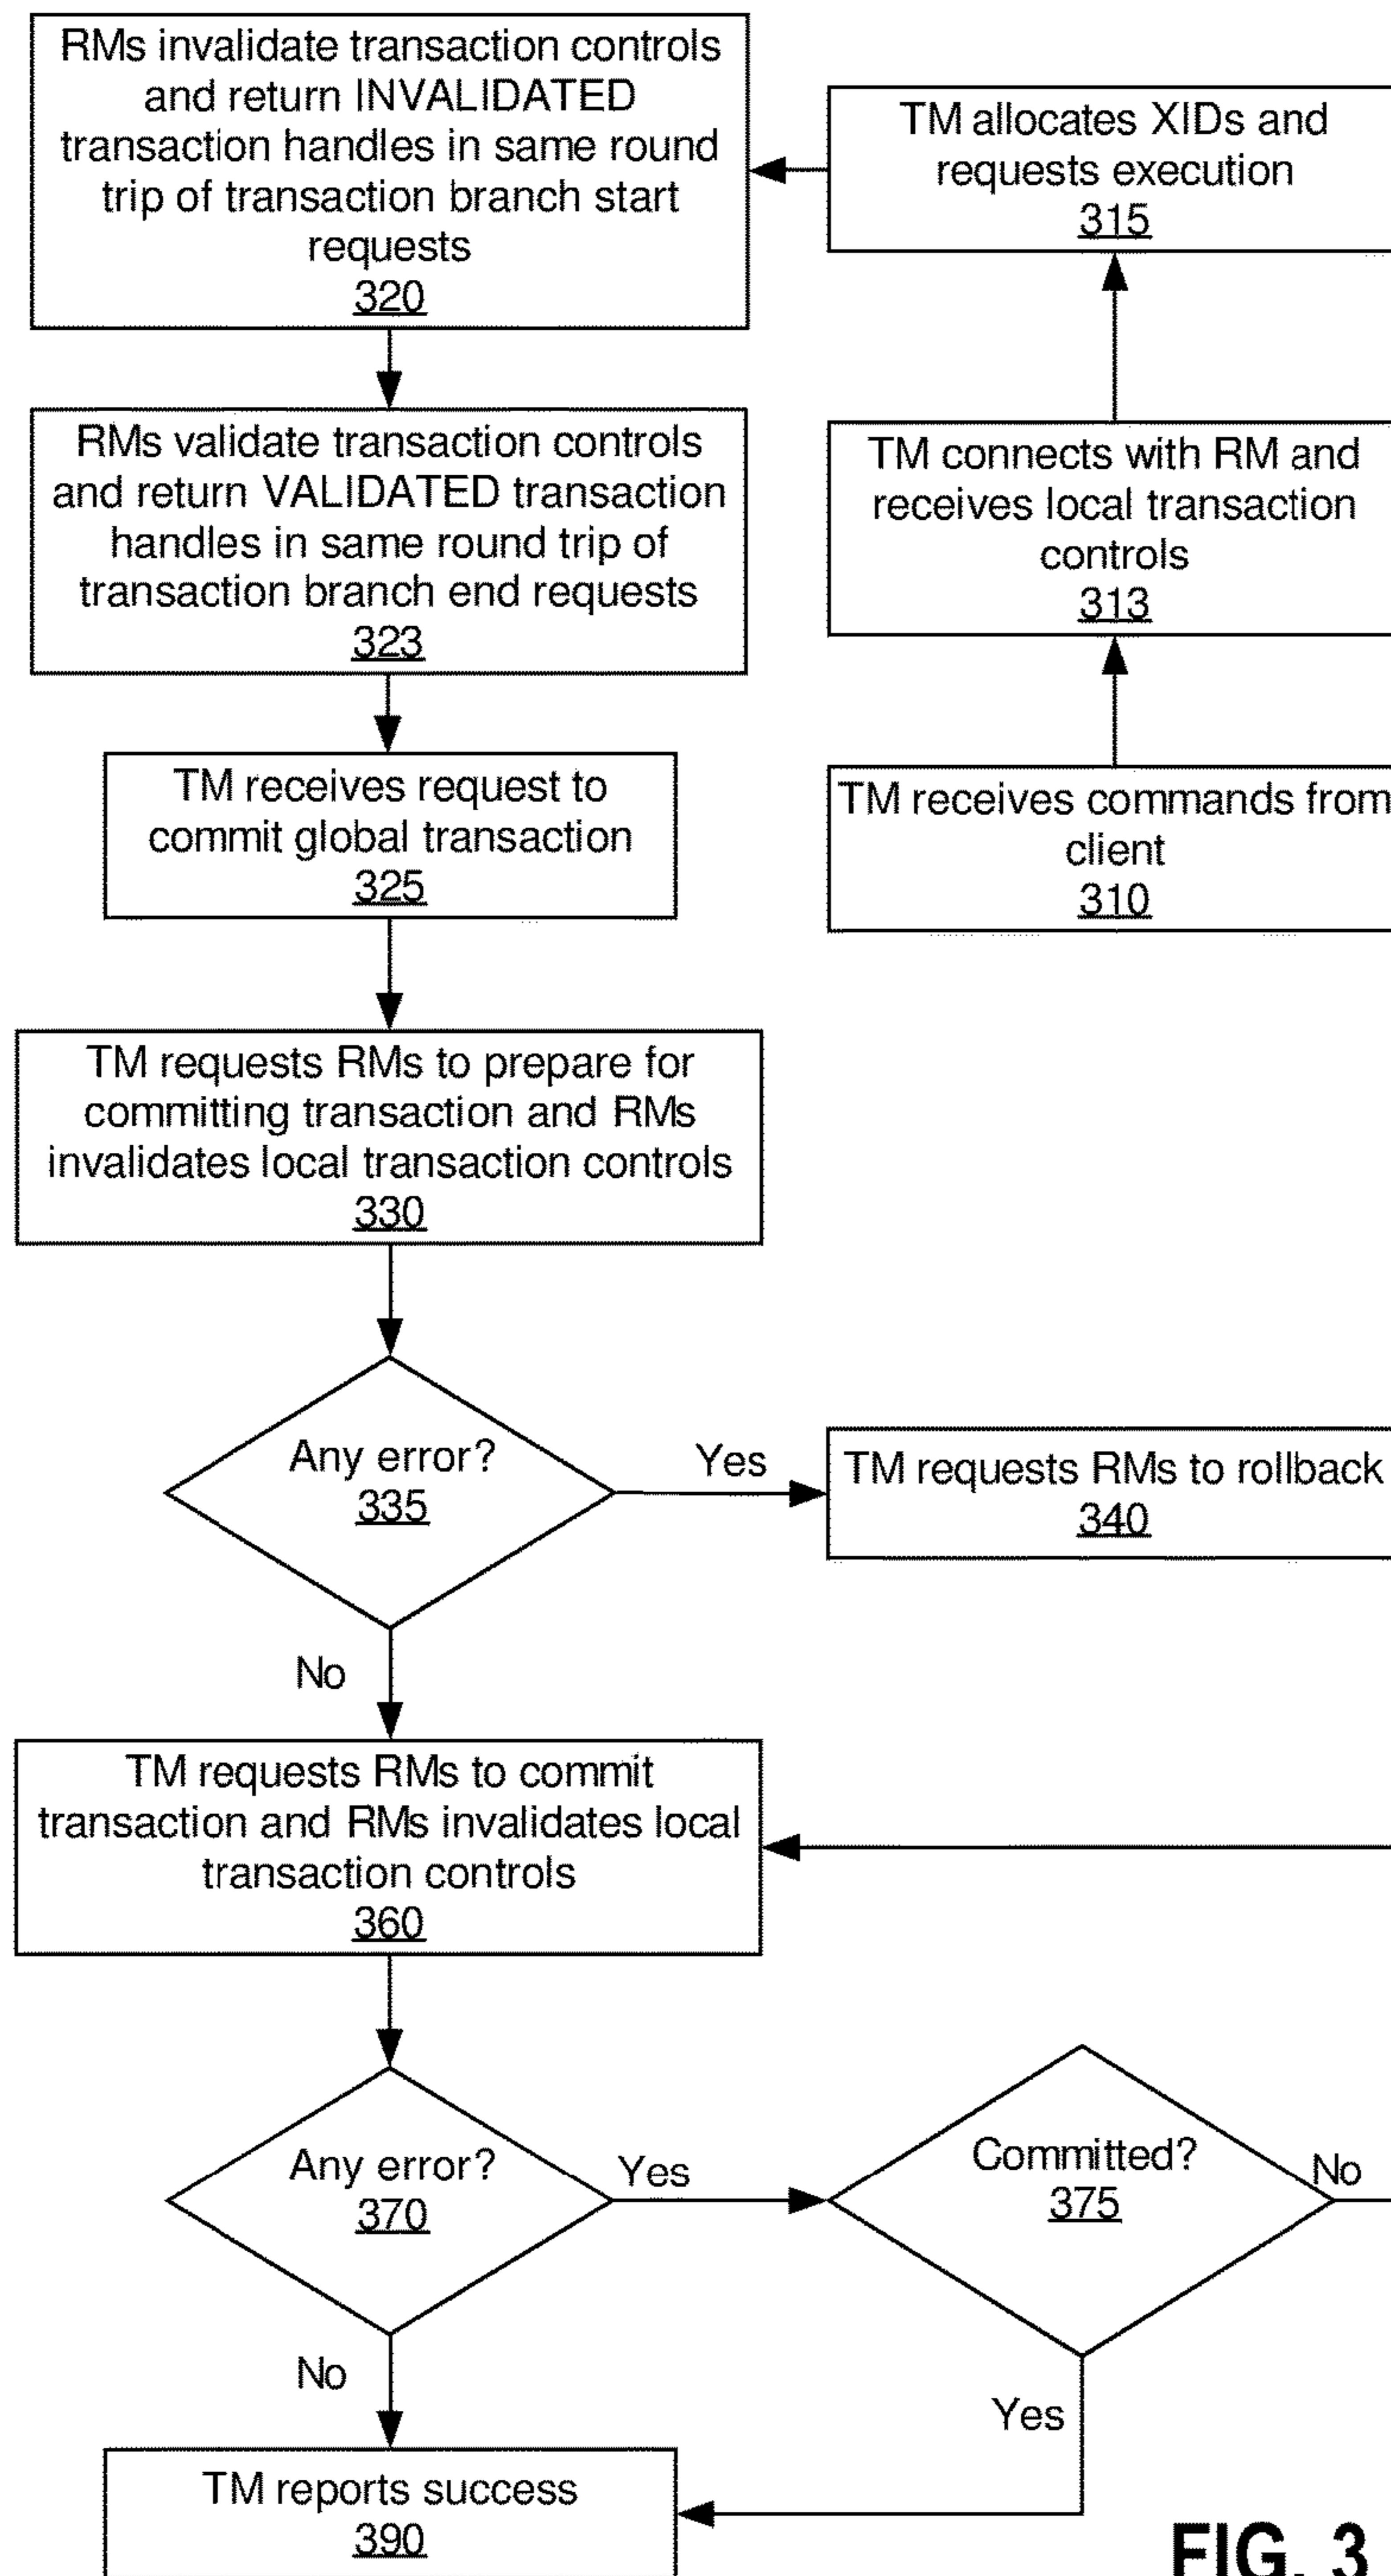 RMs invalidate transaction controls
and return INVALIDATED
transaction handles in same round
trip of transaction branch start
requests
320
TM allocates XIDs and
requests execution
315
RMs validate transaction controls
and return VALIDATED transaction
handles in same round trip of
transaction branch end requests
323
TM connects with RM and
receives local transaction
controls
313
TM receives request to
commit global transaction
325
TM receives commands from
client
310
TM requests RMs to prepare for
committing transaction and RMs
invalidates local transaction controls
330
Any error?
335
Yes
TM requests RMs to rollback
340
No
TM requests RMs to commit
transaction and RMs invalidates local
transaction controls
360
Any error?
370
Yes
Committed?
375
No
No
Yes
TM reports success
390
FIG. 3